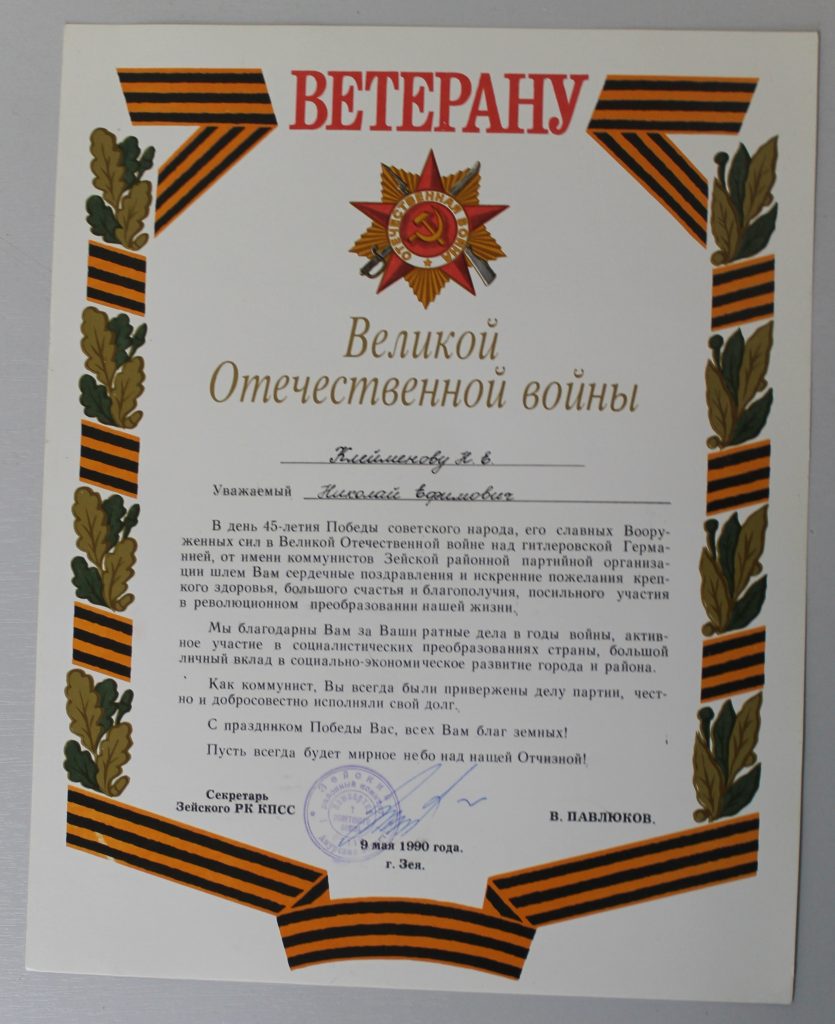 ВЕТЕРАНУ
ОТЕЧЕСТВЕННАЯ ВОЙНА
Великой
Отечественной войны
Клейменову Н. Е.
Уважаемый Николай Ефимович
В день 45-летия Победы советского народа, его славных Воору-
женных сил в Великой Отечественной войне над гитлеровской Герма-
нией, от имени коммунистов Зейской районной партийной организа-
ции шлем Вам сердечные поздравления и искренние пожелания креп-
кого здоровья, большого счастья и благополучия, посильного участия
в революционном преобразовании нашей жизни.
Мы благодарны Вам за Ваши ратные дела в годы войны, актив-
ное участие в социалистических преобразованиях страны, большой
личный вклад в социально-экономическое развитие города и района.
Как коммунист, Вы всегда были привержены делу партии, чест-
но и добросовестно исполняли свой долг.
С праздником Победы Вас, всех Вам благ земных!
Пусть всегда будет мирное небо над нашей Отчизной!
Секретарь
Зейского РК КПСС
В. ПАВЛЮКОВ.
9 мая 1990 года.
г. Зея.